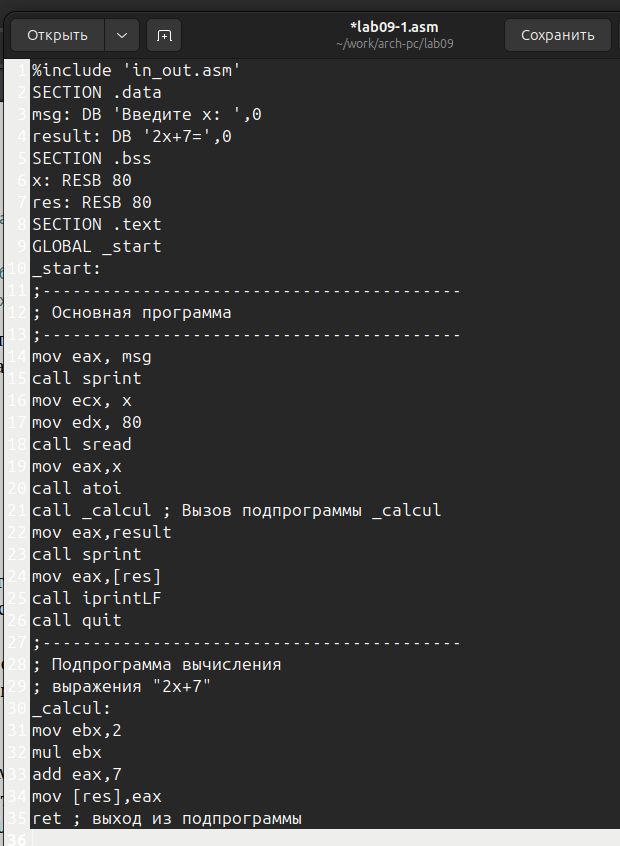 Открыть
*lab09-1.asm
~/work/arch-pc/lab09
Сохранить
1 %include 'in_out.asm'
2 SECTION .data
3 msg: DB 'Введите x: ',0
4 result: DB '2x+7=',0
5 SECTION .bss
6 x: RESB 80
7 res: RESB 80
8 SECTION .text
9 GLOBAL _start
10 _start:
11 ;------------------------------------------
12 ; Основная программа
13 ;------------------------------------------
14 mov eax, msg
15 call sprint
16 mov ecx, x
17 mov edx, 80
18 call sread
19 mov eax,x
20 call atoi
21 call _calcul ; Вызов подпрограммы _calcul
22 mov eax,result
23 call sprint
24 mov eax,[res]
25 call iprintLF
26 call quit
27 ;------------------------------------------
28 ; Подпрограмма вычисления
29 ; выражения "2x+7"
30 _calcul:
31 mov ebx,2
32 mul ebx
33 add eax,7
34 mov [res],eax
35 ret ; выход из подпрограммы
36